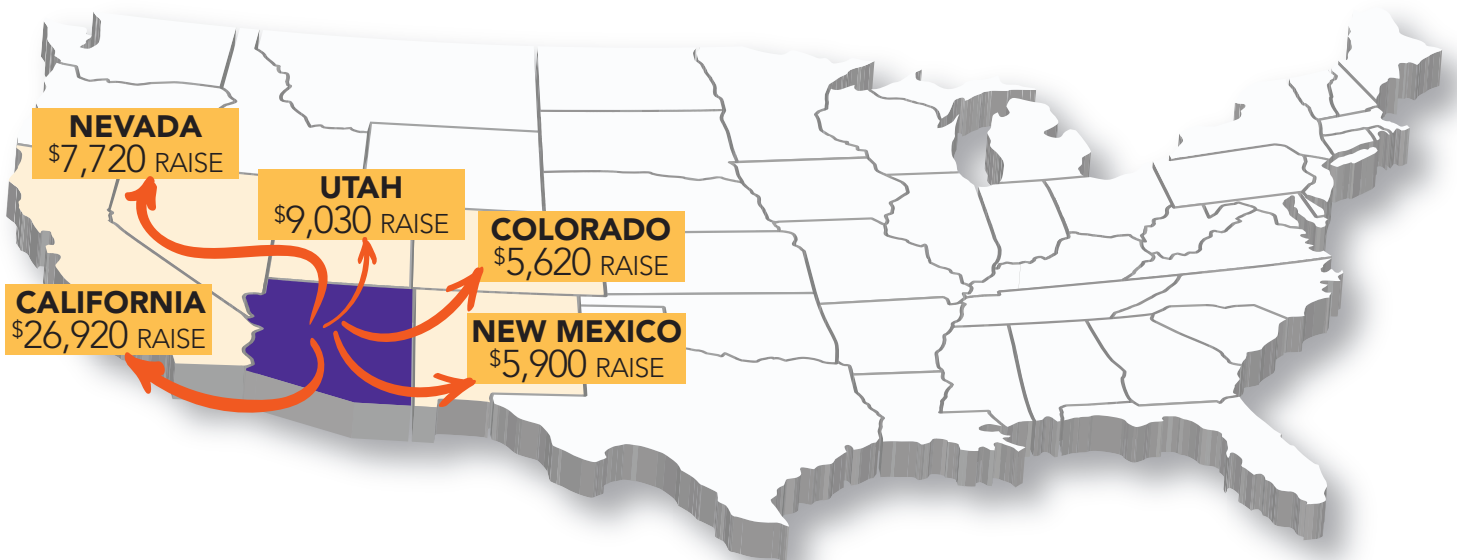 NEVADA
$7,720 RAISE
UTAH
$9,030 RAISE
COLORADO
$5,620 RAISE
CALIFORNIA
$26,920 RAISE
NEW MEXICO
$5,900 RAISE